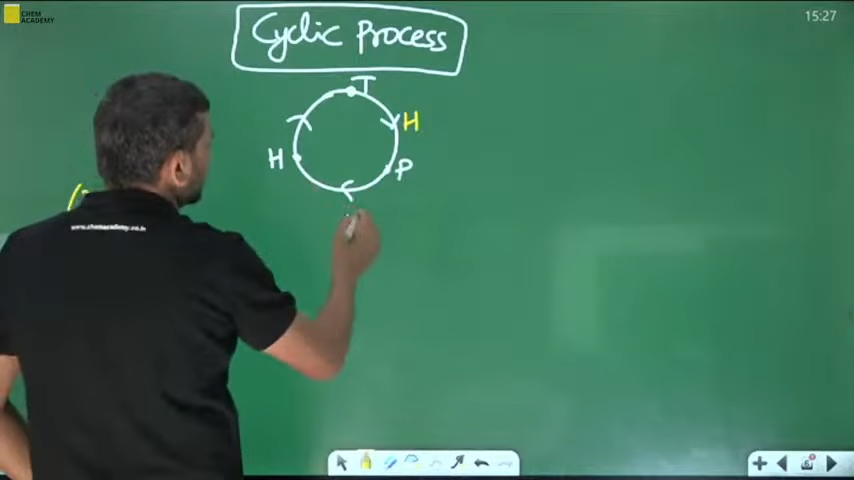 CHEM
ACADEMY
15:27
Cyclic Process
T
H
H
P
www.chemacademy.co.in